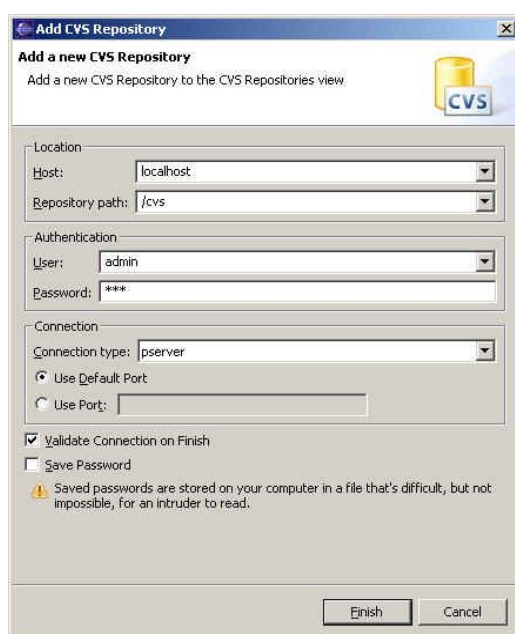 Add CVS Repository
Add a new CVS Repository
Add a new CVS Repository to the CVS Repositories view
CVS
Location
Host: localhost
Repository path: /cvs
Authentication
User: admin
Password: ***
Connection
Connection type: pserver
Use Default Port
Use Port:
Validate Connection on Finish
Save Password
Saved passwords are stored on your computer in a file that's difficult, but not
impossible, for an intruder to read.
Finish Cancel